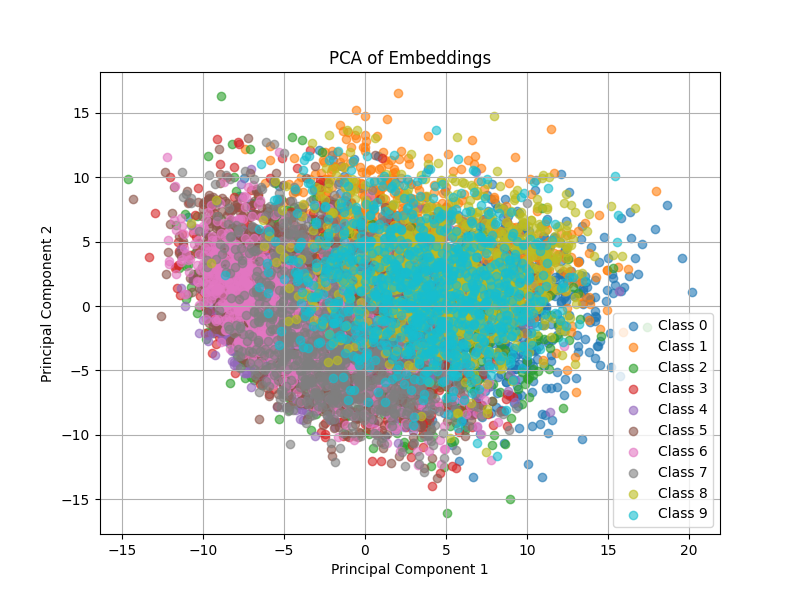 PCA of Embeddings
Principal Component 2
15
10
5
0
−5
−10
−15
−15
−10
−5
0
5
10
15
20
Principal Component 1
Class 0
Class 1
Class 2
Class 3
Class 4
Class 5
Class 6
Class 7
Class 8
Class 9